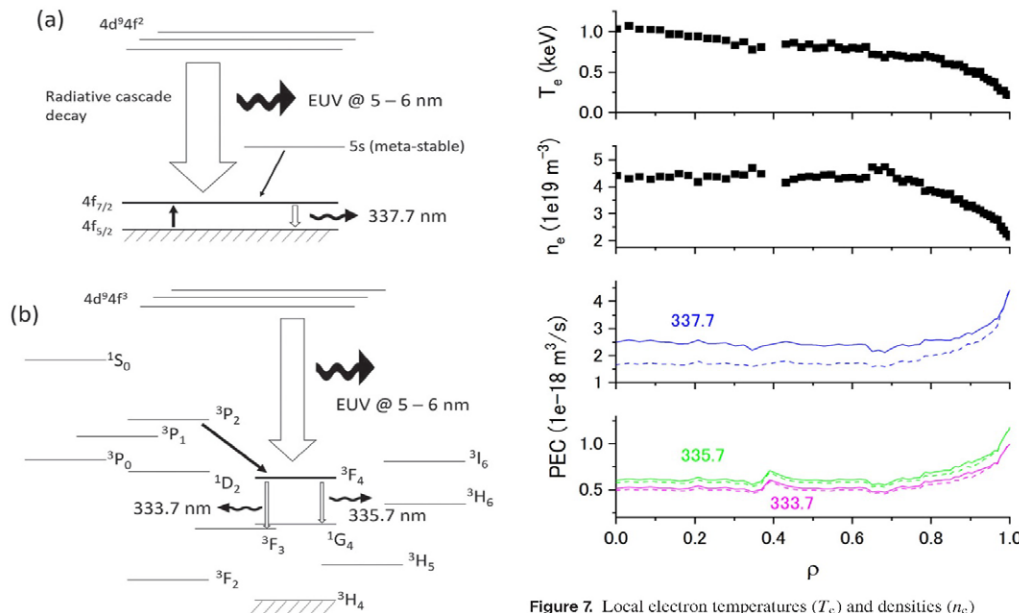 (a)
4d⁹4f²
Radiative cascade
decay
EUV @ 5 – 6 nm
5s (meta-stable)
4f₇/₂
337.7 nm
4f₅/₂
(b)
4d⁹4f³
¹S₀
EUV @ 5 – 6 nm
³P₂
³P₁
³P₀
³I₆
¹D₂
³F₄
³H₆
333.7 nm
335.7 nm
³F₃
¹G₄
³H₅
³F₂
³H₄
Tₑ (keV)
1.0
0.5
0.0
nₑ (1e19 m⁻³)
5
4
3
2
PEC (1e-18 m³/s)
4
3
2
1
337.7
1.0
0.5
335.7
333.7
0.0 0.2 0.4 0.6 0.8 1.0
ρ
Figure 7. Local electron temperatures (Tₑ) and densities (nₑ)